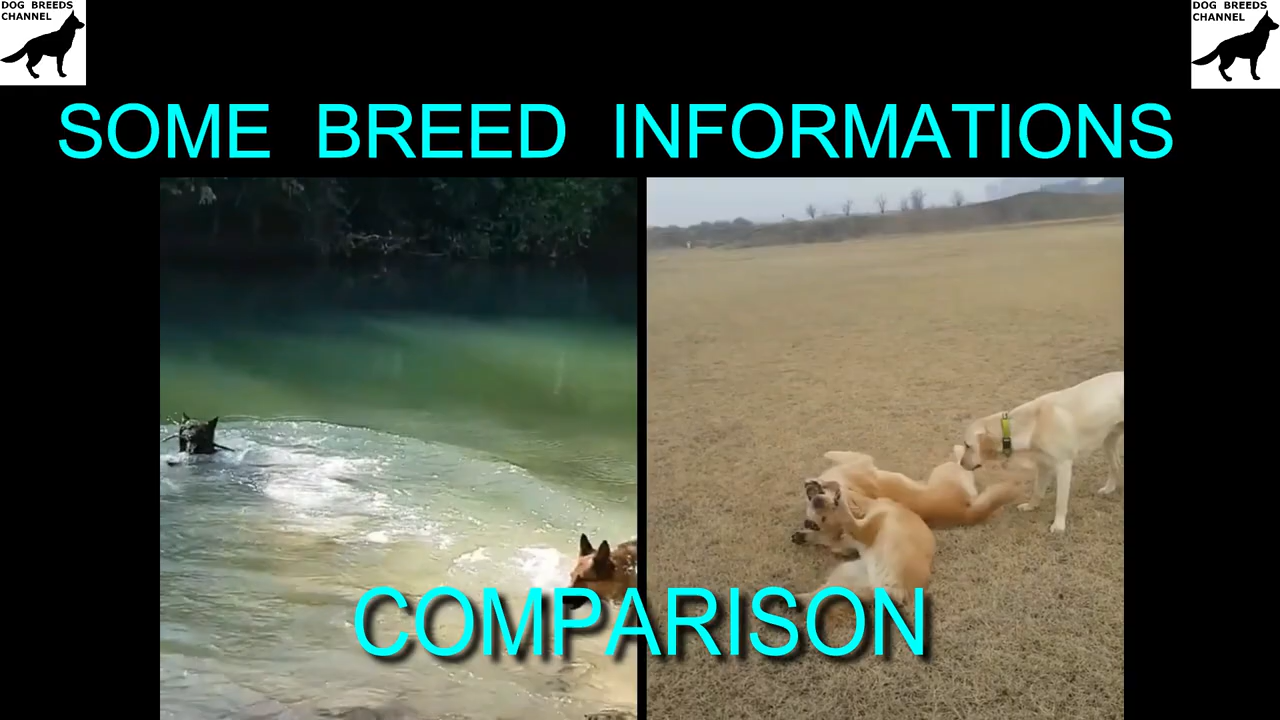 DOG BREEDS
CHANNEL
DOG BREEDS
CHANNEL
SOME BREED INFORMATIONS
COMPARISON